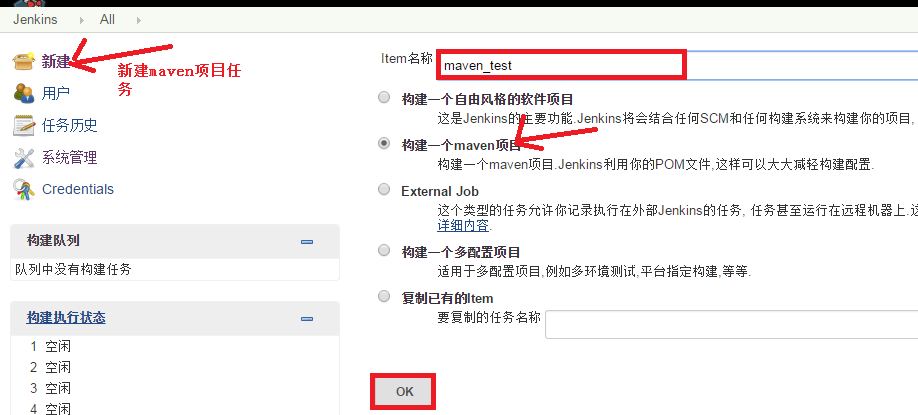 Jenkins All
新建
新建maven项目任
务
用户
任务历史
系统管理
Credentials
构建队列
队列中没有构建任务
构建执行状态
1 空闲
2 空闲
3 空闲
4 空闲
Item名称 maven_test
构建一个自由风格的软件项目
这是Jenkins的主要功能.Jenkins将会结合任何SCM和任何构建系统来构建你的项目,
构建一个maven项目
构建一个maven项目.Jenkins利用你的POM文件,这样可以大大减轻构建配置.
External Job
这个类型的任务允许你记录执行在外部Jenkins的任务, 任务甚至运行在远程机器上.这
详细内容.
构建一个多配置项目
适用于多配置项目,例如多环境测试,平台指定构建,等等.
复制已有的Item
要复制的任务名称
OK